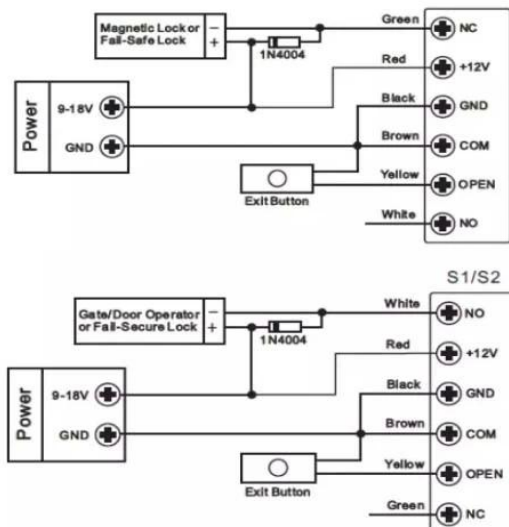 Magnetic Lock or
Fail-Safe Lock
−
+
1N4004
Green
NC
Red
+12V
Power
9-18V
GND
Black
GND
Brown
COM
Yellow
OPEN
Exit Button
White
NO
S1/S2
Gate/Door Operator
or Fail-Secure Lock
−
+
1N4004
White
NO
Red
+12V
Power
9-18V
GND
Black
GND
Brown
COM
Yellow
OPEN
Exit Button
Green
NC